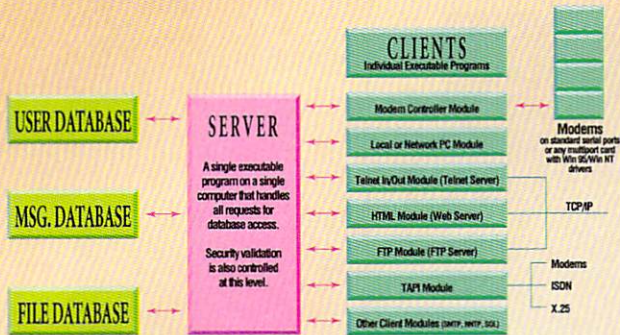 CLIENTS
Individual Executable Programs
USER DATABASE
MSG. DATABASE
FILE DATABASE
SERVER
A single executable
program on a single
computer that handles
all requests for
database access.
Security validation
is also controlled
at this level.
Modem Controller Module
Local or Network PC Module
Telnet In/Out Module (Telnet Server)
HTML Module (Web Server)
FTP Module (FTP Server)
TAPI Module
Other Client Modules (SMTP, NNTP, SQL)
Modems
on standard serial ports
or any multiport card
with Win 95/Win NT
drivers
TCP/IP
Modems
ISDN
X.25